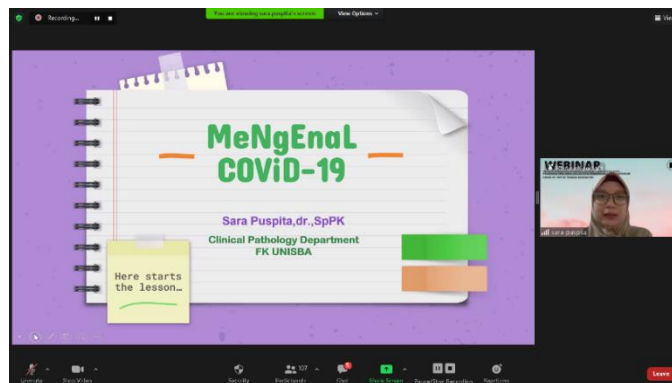 Recording...
You are viewing sara puspita's screen
View Options
View
MeNgEnaL
COViD-19
Sara Puspita,dr.,SpPK
Clinical Pathology Department
FK UNISBA
Here starts
the lesson...
WEBINAR
sara puspita
Unmute
Stop Video
Security
Participants
107
Chat
Share Screen
Pause/Stop Recording
Reactions
Leave